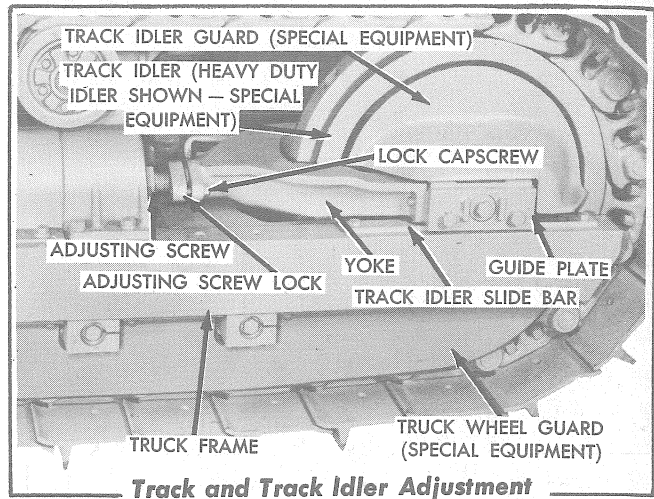 TRACK IDLER GUARD (SPECIAL EQUIPMENT)
TRACK IDLER (HEAVY DUTY
IDLER SHOWN — SPECIAL
EQUIPMENT)
LOCK CAPSCREW
ADJUSTING SCREW
YOKE
GUIDE PLATE
ADJUSTING SCREW LOCK
TRACK IDLER SLIDE BAR
TRUCK FRAME
TRUCK WHEEL GUARD
(SPECIAL EQUIPMENT)
Track and Track Idler Adjustment